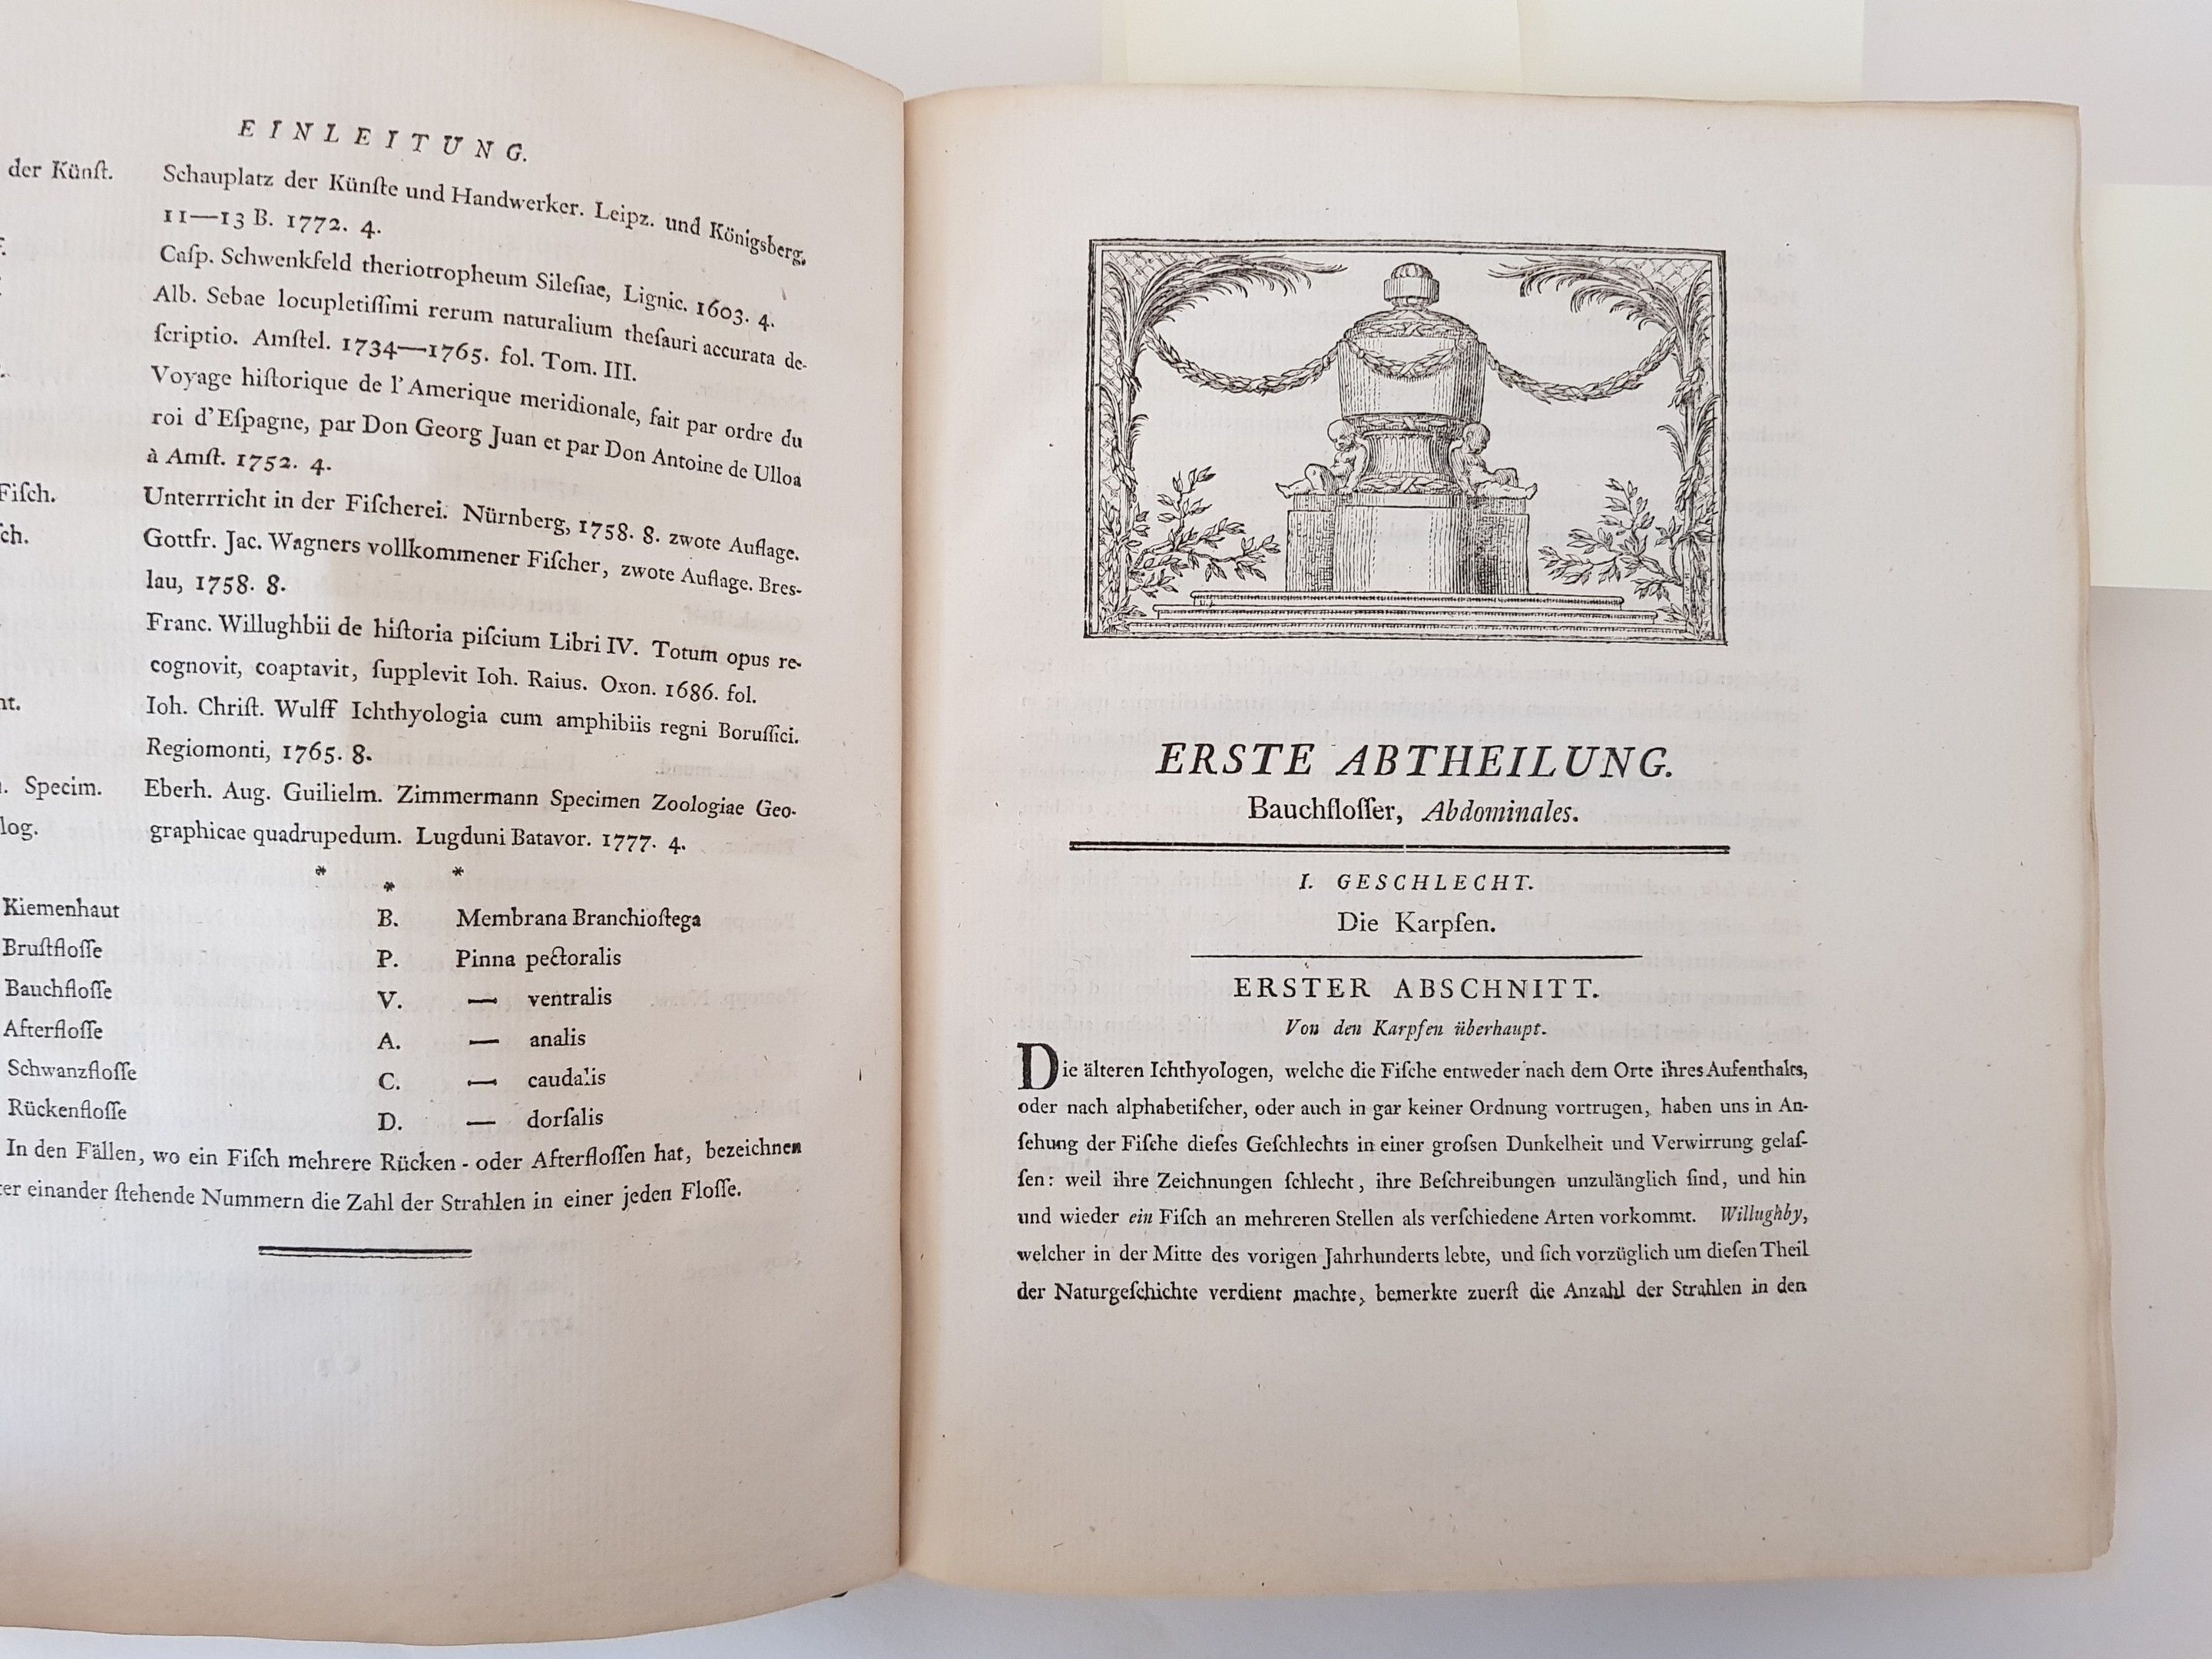 EINLEITUNG.
der Künſt. Schauplatz der Künſte und Handwerker. Leipz. und Königsberg,
11—13 B. 1772. 4.
Caſp. Schwenkfeld theriotropheum Sileſiae, Lignic. 1603. 4.
Alb. Sebae locupletiſſimi rerum naturalium theſauri accurata de-
ſcriptio. Amſtel. 1734—1765. fol. Tom. III.
Voyage hiſtorique de l'Amerique meridionale, fait par ordre du
roi d'Eſpagne, par Don Georg Juan et par Don Antoine de Ulloa
à Amſt. 1752. 4.
Fiſch. Unterrricht in der Fiſcherei. Nürnberg, 1758. 8. zwote Auflage.
ch. Gottfr. Jac. Wagners vollkommener Fiſcher, zwote Auflage. Bres-
lau, 1758. 8.
Franc. Willughbii de hiſtoria piſcium Libri IV. Totum opus re-
cognovit, coaptavit, ſupplevit Ioh. Raius. Oxon. 1686. fol.
nt. Ioh. Chriſt. Wulff Ichthyologia cum amphibiis regni Boruſſici.
Regiomonti, 1765. 8.
Specim. Eberh. Aug. Guilielm. Zimmermann Specimen Zoologiae Geo-
log. graphicae quadrupedum. Lugduni Batavor. 1777. 4.
* * *
Kiemenhaut B. Membrana Branchioſtega
Bruſtfloſſe P. Pinna pectoralis
Bauchfloſſe V. — ventralis
Afterfloſſe A. — analis
Schwanzfloſſe C. — caudalis
Rückenfloſſe D. — dorſalis
In den Fällen, wo ein Fiſch mehrere Rücken- oder Afterfloſſen hat, bezeichnen
ter einander ſtehende Nummern die Zahl der Strahlen in einer jeden Floſſe.
ERSTE ABTHEILUNG.
Bauchfloſſer, Abdominales.
I. GESCHLECHT.
Die Karpfen.
ERSTER ABSCHNITT.
Von den Karpfen überhaupt.
Die älteren Ichthyologen, welche die Fiſche entweder nach dem Orte ihres Aufenthalts,
oder nach alphabetiſcher, oder auch in gar keiner Ordnung vortrugen, haben uns in An-
ſehung der Fiſche dieſes Geſchlechts in einer groſsen Dunkelheit und Verwirrung gelaſ-
ſen: weil ihre Zeichnungen ſchlecht, ihre Beſchreibungen unzulänglich ſind, und hin
und wieder ein Fiſch an mehreren Stellen als verſchiedene Arten vorkommt. Willughby,
welcher in der Mitte des vorigen Jahrhunderts lebte, und ſich vorzüglich um dieſen Theil
der Naturgeſchichte verdient machte, bemerkte zuerſt die Anzahl der Strahlen in den